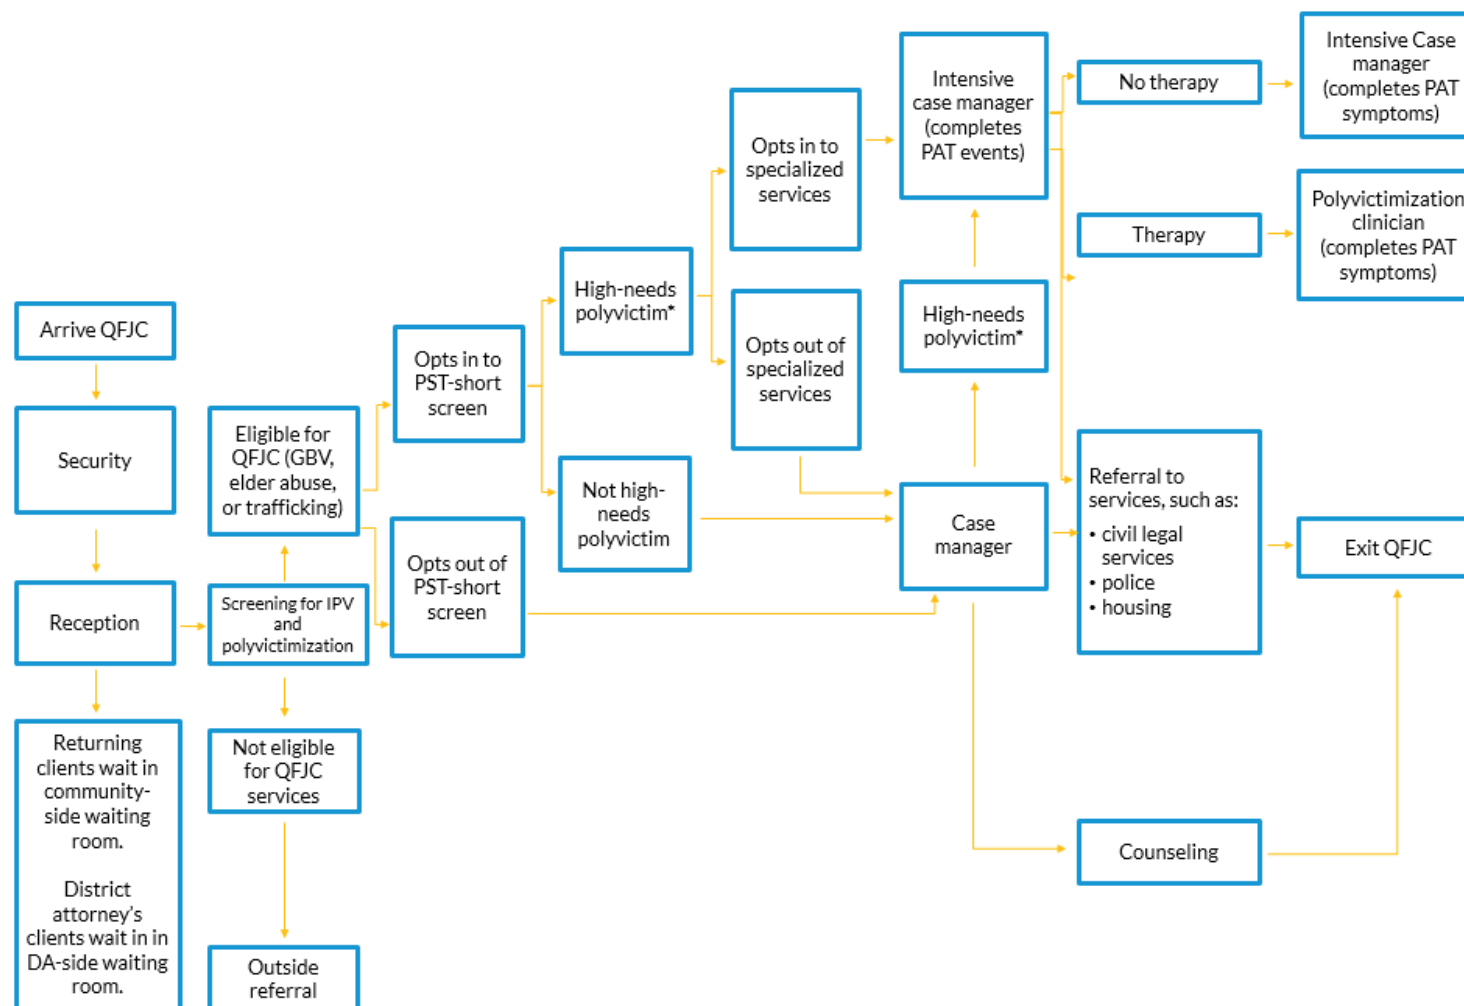 Arrive QFJC
Security
Reception
Returning
clients wait in
community-
side waiting
room.
District
attorney's
clients wait in in
DA-side waiting
room.
Eligible for
QFJC (GBV,
elder abuse,
or trafficking)
Screening for IPV
and
polyvictimization
Not eligible
for QFJC
services
Outside
referral
Opts in to
PST-short
screen
Opts out of
PST-short
screen
High-needs
polyvictim*
Not high-
needs
polyvictim
Opts in to
specialized
services
Opts out of
specialized
services
Intensive
case manager
(completes
PAT events)
High-needs
polyvictim*
Case
manager
No therapy
Therapy
Referral to
services, such as:
• civil legal
services
• police
• housing
Counseling
Intensive Case
manager
(completes PAT
symptoms)
Polyvictimization
clinician
(completes PAT
symptoms)
Exit QFJC